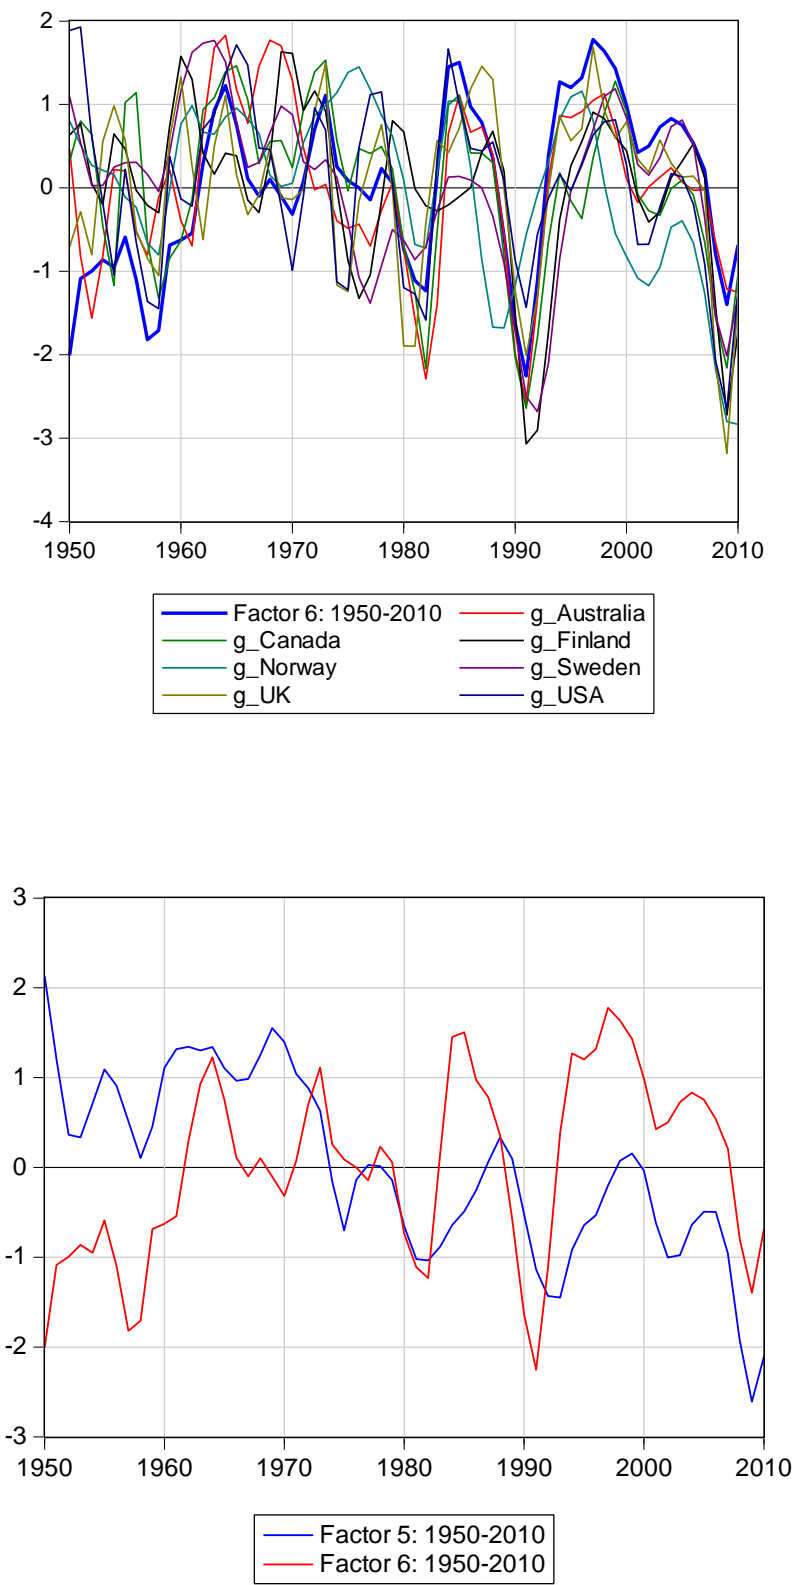 2
1
0
-1
-2
-3
-4
1950 1960 1970 1980 1990 2000 2010
Factor 6: 1950-2010 g_Australia
g_Canada g_Finland
g_Norway g_Sweden
g_UK g_USA
3
2
1
0
-1
-2
-3
1950 1960 1970 1980 1990 2000 2010
Factor 5: 1950-2010
Factor 6: 1950-2010